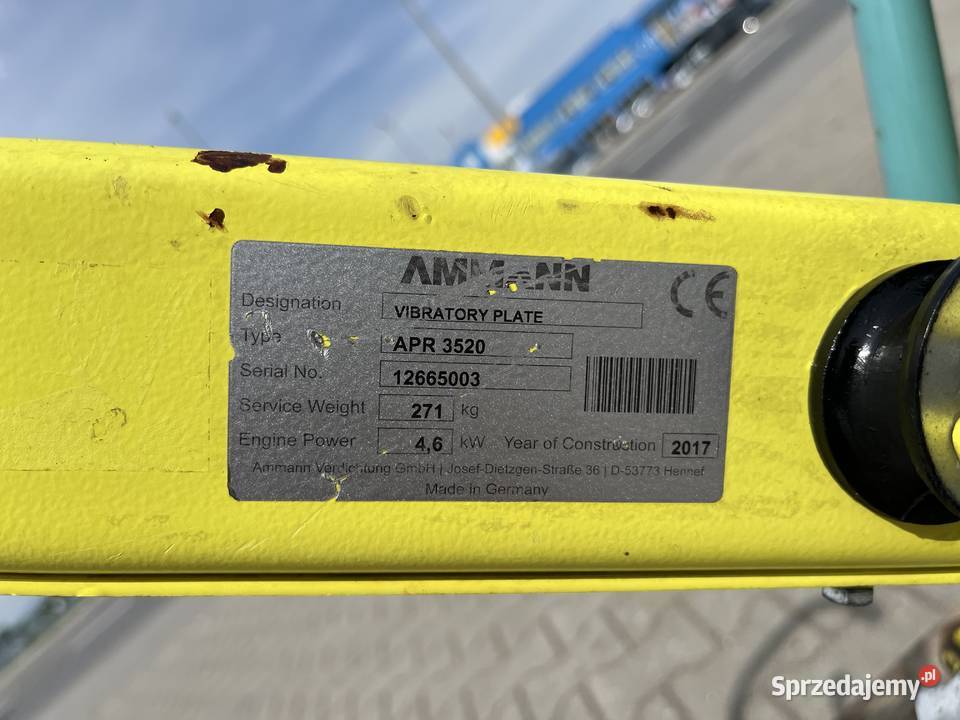 AMMANN
CE
Designation VIBRATORY PLATE
Type APR 3520
Serial No. 12665003
Service Weight 271 kg
Engine Power 4,6 kW Year of Construction 2017
Ammann Verdichtung GmbH | Josef-Dietzgen-Straße 36 | D-53773 Hennef
Made in Germany
Sprzedajemy.pl